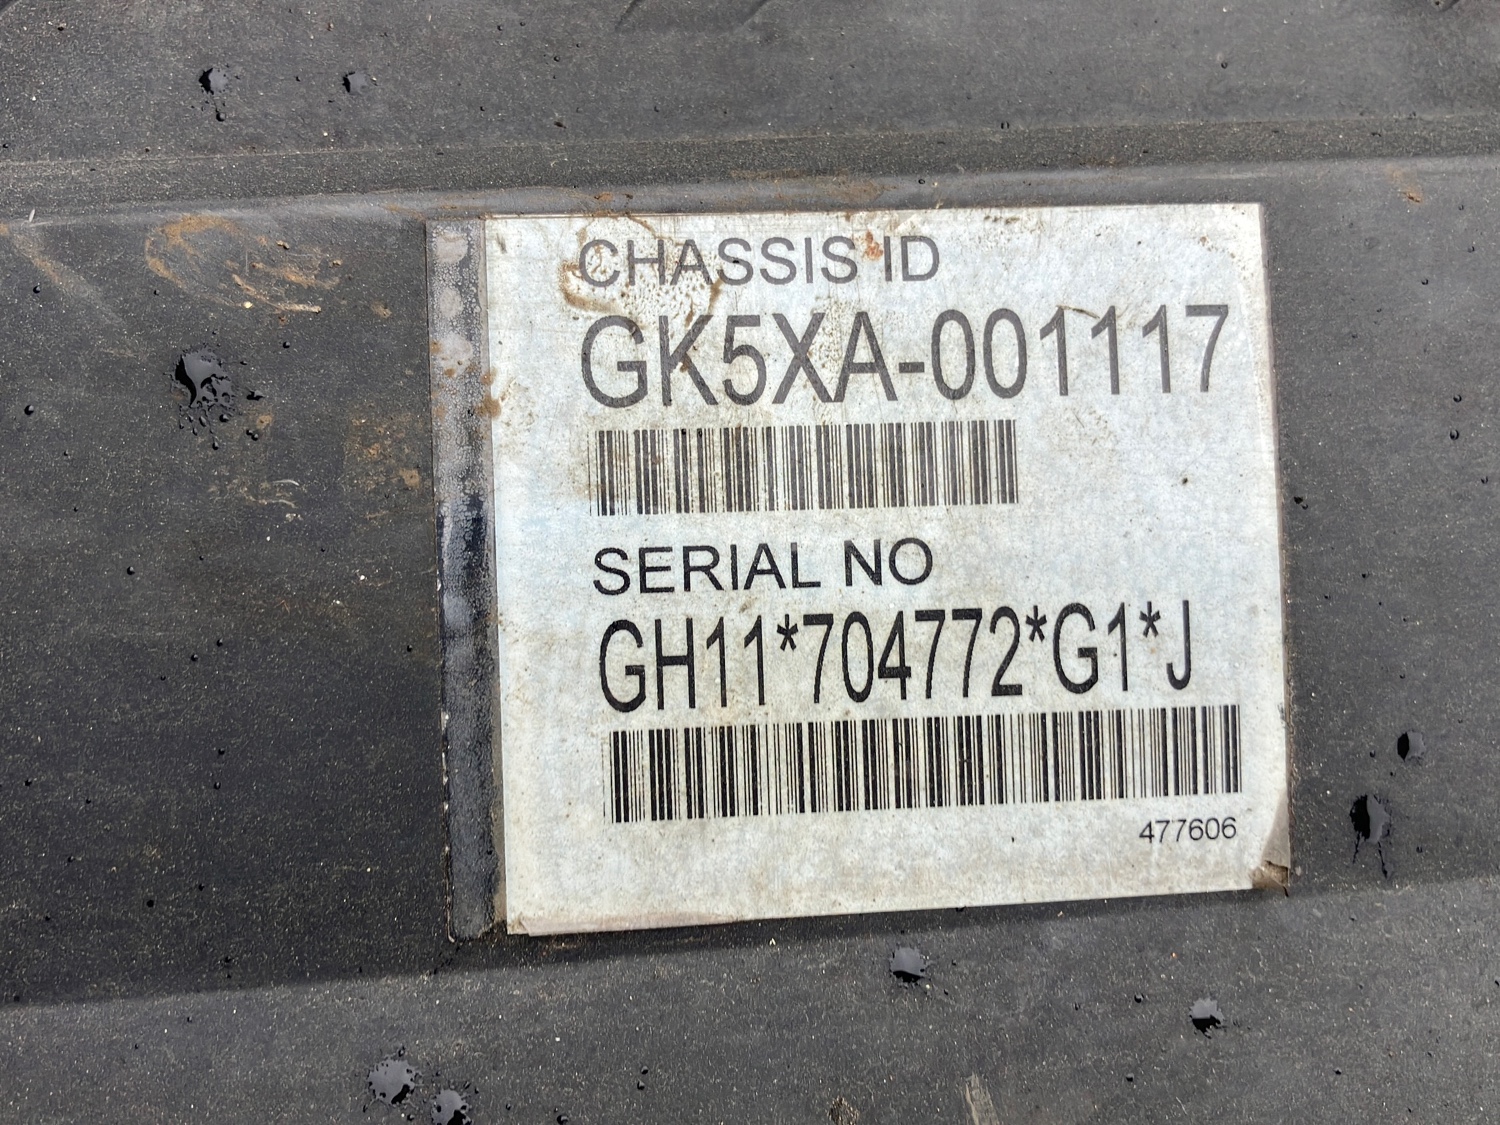 CHASSIS ID
GK5XA-001117
SERIAL NO
GH11*704772*G1*J
477606